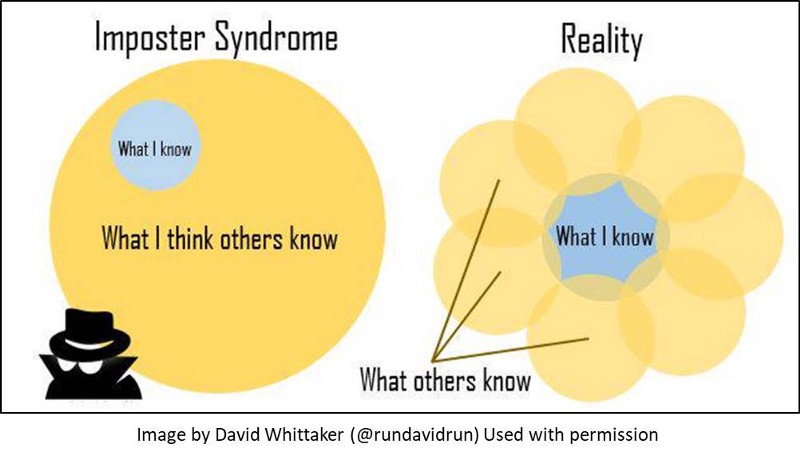 Imposter Syndrome
What I know
What I think others know
Reality
What I know
What others know
Image by David Whittaker (@rundavidrun) Used with permission